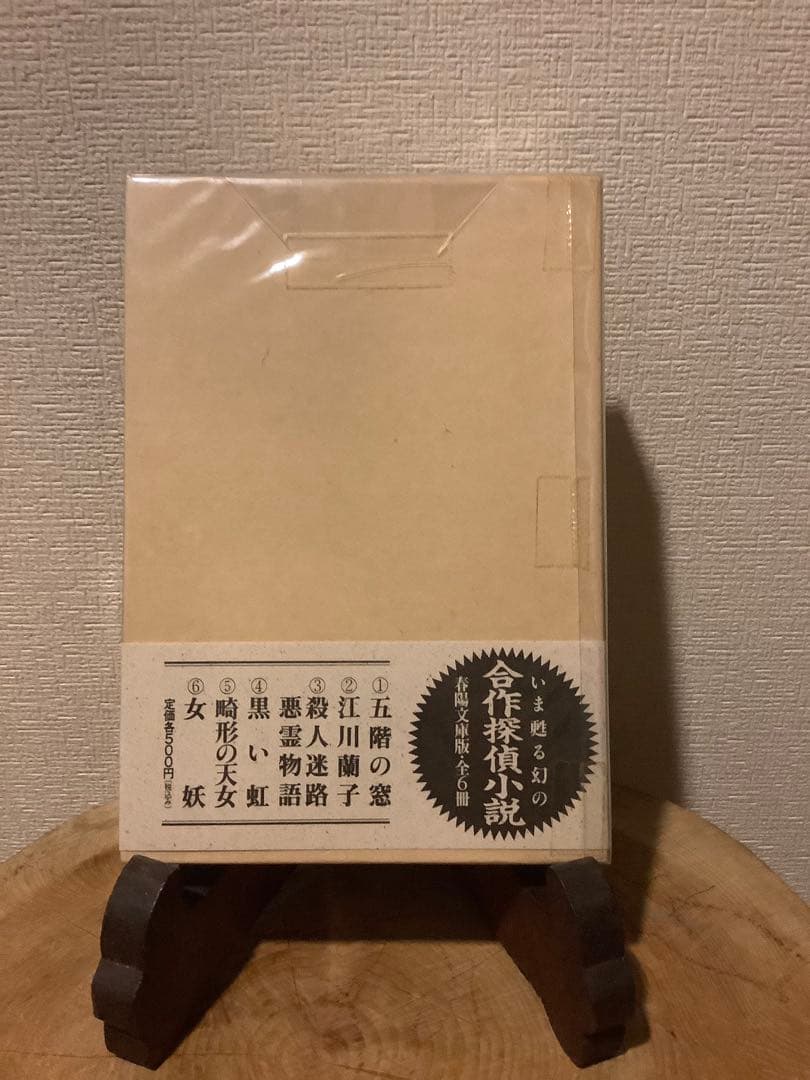 いま甦る幻の
合作探偵小説
春陽文庫版・全6冊
①五階の窓
②江川蘭子
③殺人迷路
悪霊物語
④黒い虹
⑤畸形の天女
⑥女妖
定価各500円(税込み)